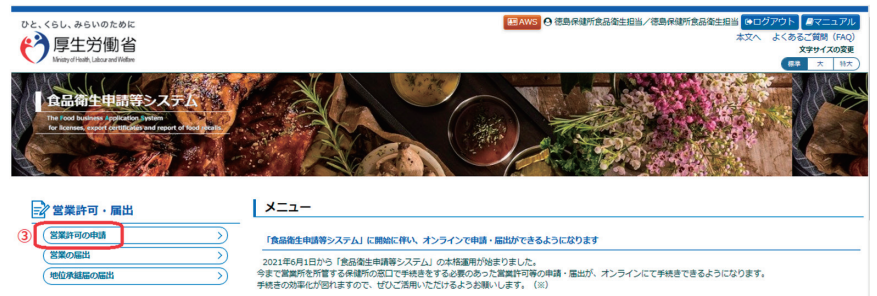 ひと、くらし、みらいのために
厚生労働省
Ministry of Health, Labour and Welfare
AWS 徳島保健所食品衛生担当／徳島保健所食品衛生担当 ログアウト マニュアル
本文へ よくあるご質問（FAQ）
文字サイズの変更
標準 大 特大
食品衛生申請等システム
The Food business Application System
for licenses, export certificates and report of food recalls.
営業許可・届出
③ 営業許可の申請
営業の届出
地位承継届の届出
メニュー
「食品衛生申請等システム」に開始に伴い、オンラインで申請・届出ができるようになります
2021年6月1日から「食品衛生申請等システム」の本格運用が始まりました。
今まで営業所を所管する保健所の窓口で手続きをする必要のあった営業許可等の申請・届出が、オンラインにて手続きできるようになります。
手続きの効率化が図れますので、ぜひご活用いただけるようお願いします。（※）